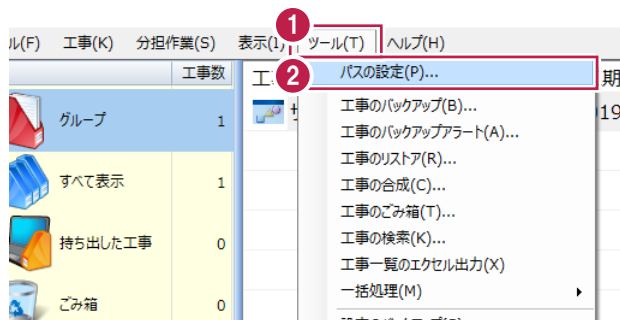 1
ル(F) 工事(K) 分担作業(S) 表示(I) ツール(T) ヘルプ(H)
工事数
工
2
パスの設定(P)...
期
グループ 1
サ
19
工事のバックアップ(B)...
工事のバックアップアラート(A)...
すべて表示 1
工事のリストア(R)...
工事の合成(C)...
工事のごみ箱(T)...
持ち出した工事 0
工事の検索(K)...
工事一覧のエクセル出力(X)
一括処理(M)
ごみ箱 0